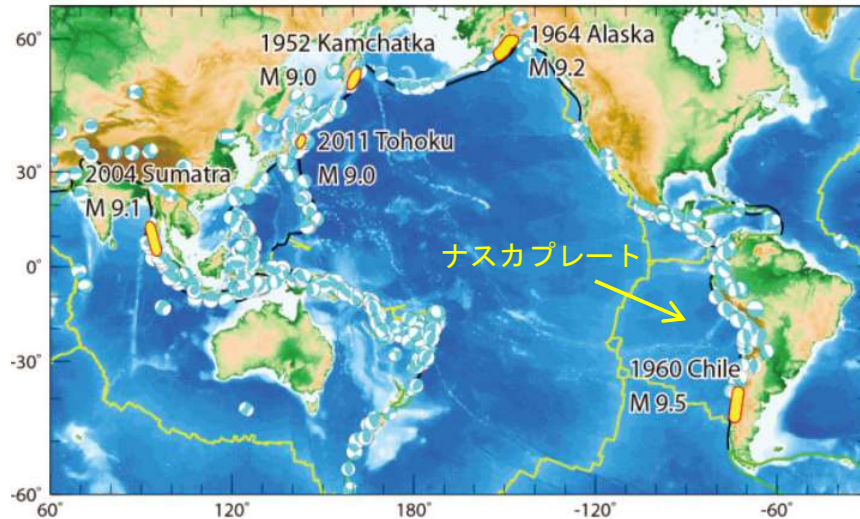 60°
1952 Kamchatka
M 9.0
1964 Alaska
M 9.2
2011 Tohoku
M 9.0
30°
2004 Sumatra
M 9.1
ナスカプレート
0°
-30°
1960 Chile
M 9.5
-60°
60°
120°
180°
-120°
-60°